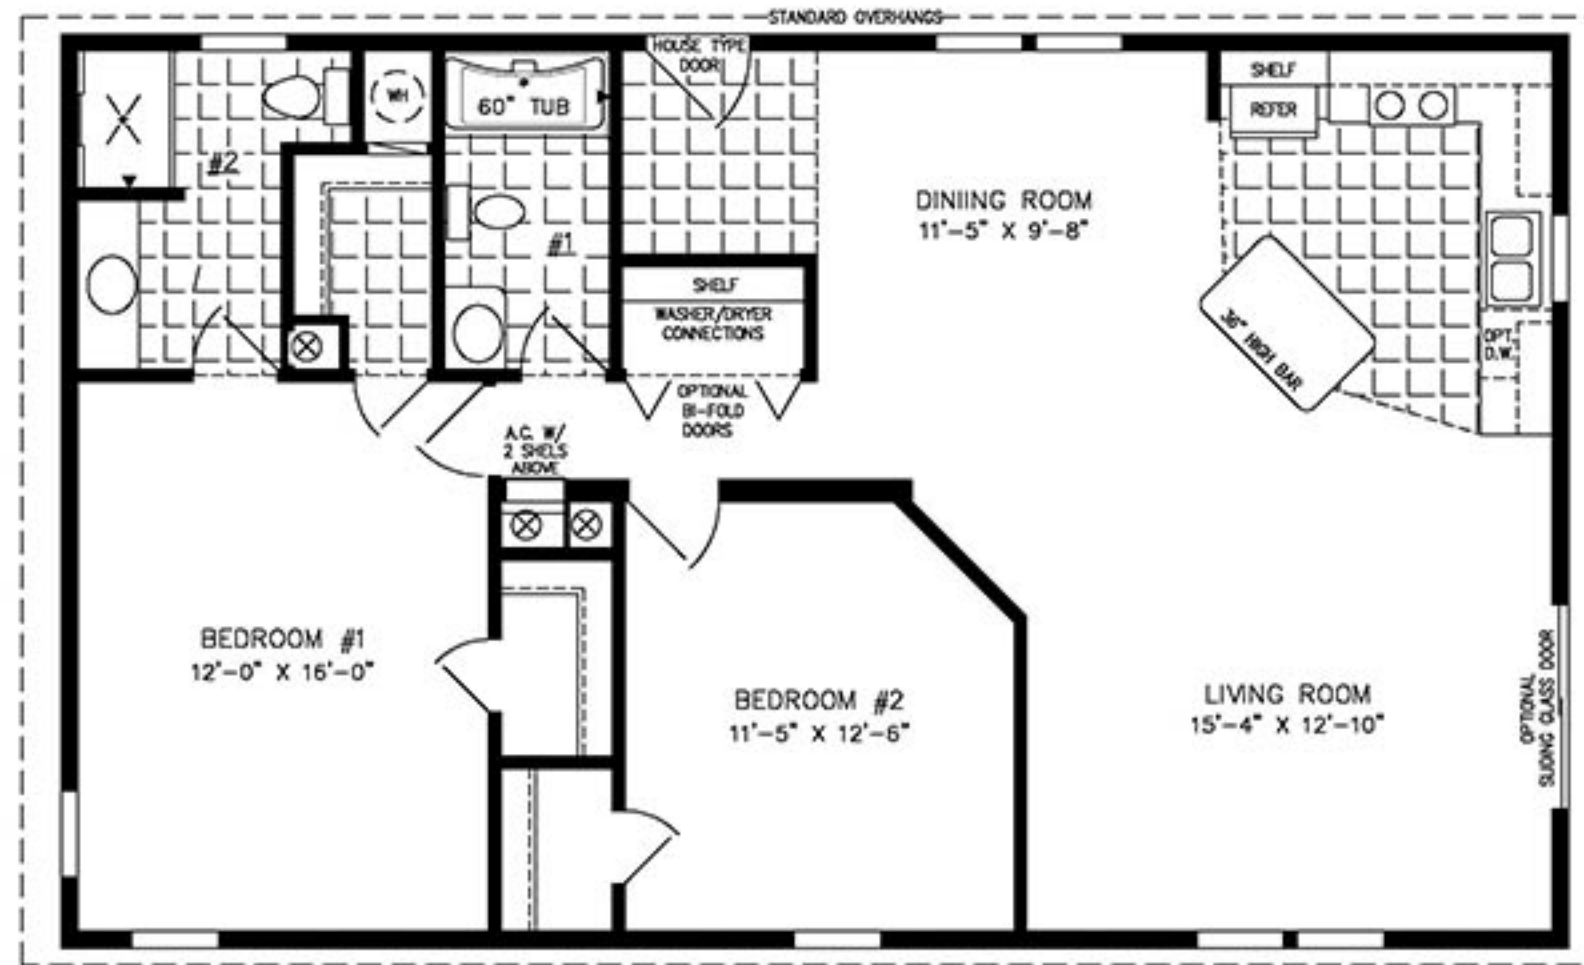 STANDARD OVERHANGS
HOUSE TYPE
DOOR
SHELF
REFER
WH
60" TUB
#2
#1
DINIING ROOM
11'-5" X 9'-8"
SHELF
WASHER/DRYER
CONNECTIONS
36" HIGH BAR
OPT.
D.W.
OPTIONAL
BI-FOLD
DOORS
A.C. W/
2 SHELS
ABOVE
BEDROOM #1
12'-0" X 16'-0"
BEDROOM #2
11'-5" X 12'-6"
LIVING ROOM
15'-4" X 12'-10"
OPTIONAL
SLIDING GLASS DOOR